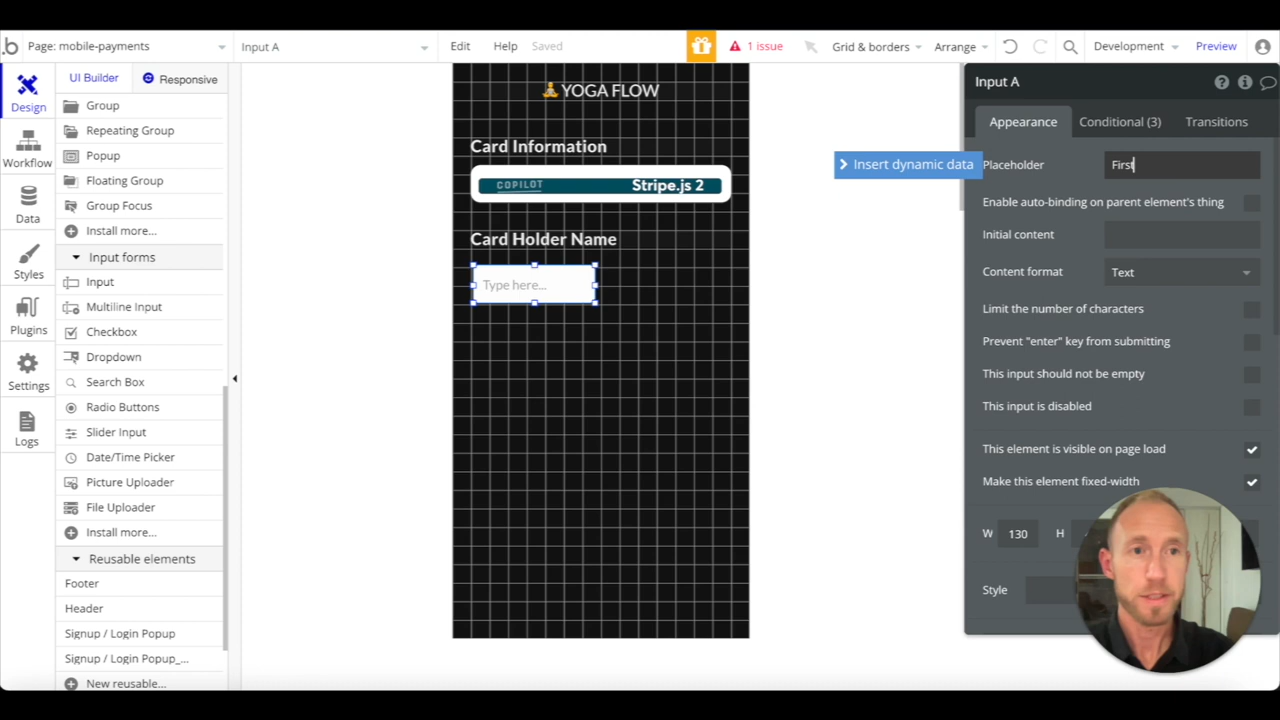 Page: mobile-payments
Input A
Edit
Help
Saved
1 issue
Grid & borders
Arrange
Development
Preview
Design
Workflow
Data
Styles
Plugins
Settings
Logs
UI Builder
Responsive
Group
Repeating Group
Popup
Floating Group
Group Focus
Install more...
Input forms
Input
Multiline Input
Checkbox
Dropdown
Search Box
Radio Buttons
Slider Input
Date/Time Picker
Picture Uploader
File Uploader
Install more...
Reusable elements
Footer
Header
Signup / Login Popup
Signup / Login Popup_...
New reusable...
YOGA FLOW
Card Information
COPILOT Stripe.js 2
Card Holder Name
Type here...
Input A
Appearance
Conditional (3)
Transitions
Insert dynamic data
Placeholder First
Enable auto-binding on parent element's thing
Initial content
Content format Text
Limit the number of characters
Prevent "enter" key from submitting
This input should not be empty
This input is disabled
This element is visible on page load
Make this element fixed-width
W 130 H
Style